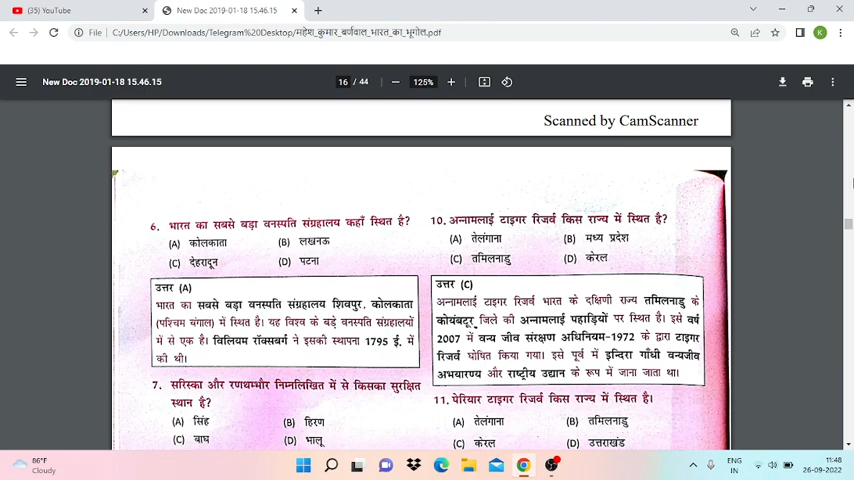 (35) YouTube
New Doc 2019-01-18 15.46.15
File
C:/Users/HP/Downloads/Telegram%20Desktop/महेश_कुमार_बर्णवाल_भारत_का_भूगोल.pdf
K
New Doc 2019-01-18 15.46.15
16 / 44
125%
Scanned by CamScanner
6. भारत का सबसे बड़ा वनस्पति संग्रहालय कहाँ स्थित है?
(A) कोलकाता (B) लखनऊ
(C) देहरादून (D) पटना
उत्तर (A)
भारत का सबसे बड़ा वनस्पति संग्रहालय शिवपुर, कोलकाता
(पश्चिम बंगाल) में स्थित है। यह विश्व के बड़े वनस्पति संग्रहालयों
में से एक है। विलियम रॉक्सबर्ग ने इसकी स्थापना 1795 ई. में
की थी।
7. सरिस्का और रणथम्भौर निम्नलिखित में से किसका सुरक्षित
स्थान है?
(A) सिंह (B) हिरण
(C) बाघ (D) भालू
10. अन्नामलाई टाइगर रिजर्व किस राज्य में स्थित है?
(A) तेलंगाना (B) मध्य प्रदेश
(C) तमिलनाडु (D) केरल
उत्तर (C)
अन्नामलाई टाइगर रिजर्व भारत के दक्षिणी राज्य तमिलनाडु के
कोयंबटूर जिले की अन्नामलाई पहाड़ियों पर स्थित है। इसे वर्ष
2007 में वन्य जीव संरक्षण अधिनियम-1972 के द्वारा टाइगर
रिजर्व घोषित किया गया। इसे पूर्व में इन्दिरा गाँधी वन्यजीव
अभयारण्य और राष्ट्रीय उद्यान के रूप में जाना जाता था।
11. पेरियार टाइगर रिजर्व किस राज्य में स्थित है।
(A) तेलंगाना (B) तमिलनाडु
(C) केरल (D) उत्तराखंड
86°F
Cloudy
ENG
IN
11:48
26-09-2022